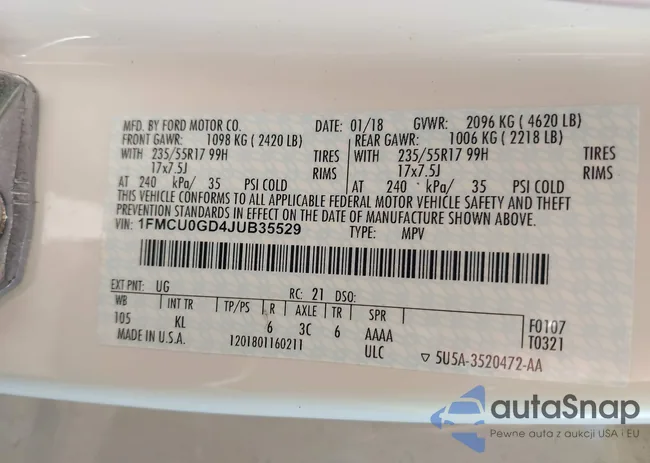 MFD. BY FORD MOTOR CO. DATE: 01/18 GVWR: 2096 KG ( 4620 LB)
FRONT GAWR: 1098 KG ( 2420 LB) REAR GAWR: 1006 KG ( 2218 LB)
WITH 235/55R17 99H TIRES WITH 235/55R17 99H TIRES
17x7.5J RIMS 17x7.5J RIMS
AT 240 kPa/ 35 PSI COLD AT 240 kPa/ 35 PSI COLD
THIS VEHICLE CONFORMS TO ALL APPLICABLE FEDERAL MOTOR VEHICLE SAFETY AND THEFT
PREVENTION STANDARDS IN EFFECT ON THE DATE OF MANUFACTURE SHOWN ABOVE.
VIN: 1FMCU0GD4JUB35529 TYPE: MPV
EXT PNT: UG RC: 21 DSO:
WB INT TR TP/PS R AXLE TR SPR
105 KL 6 3C 6 AAAA F0107
MADE IN U.S.A. 1201801160211 ULC T0321
▽ 5U5A-3520472-AA
autaSnap
Pewne auta z aukcji USA i EU